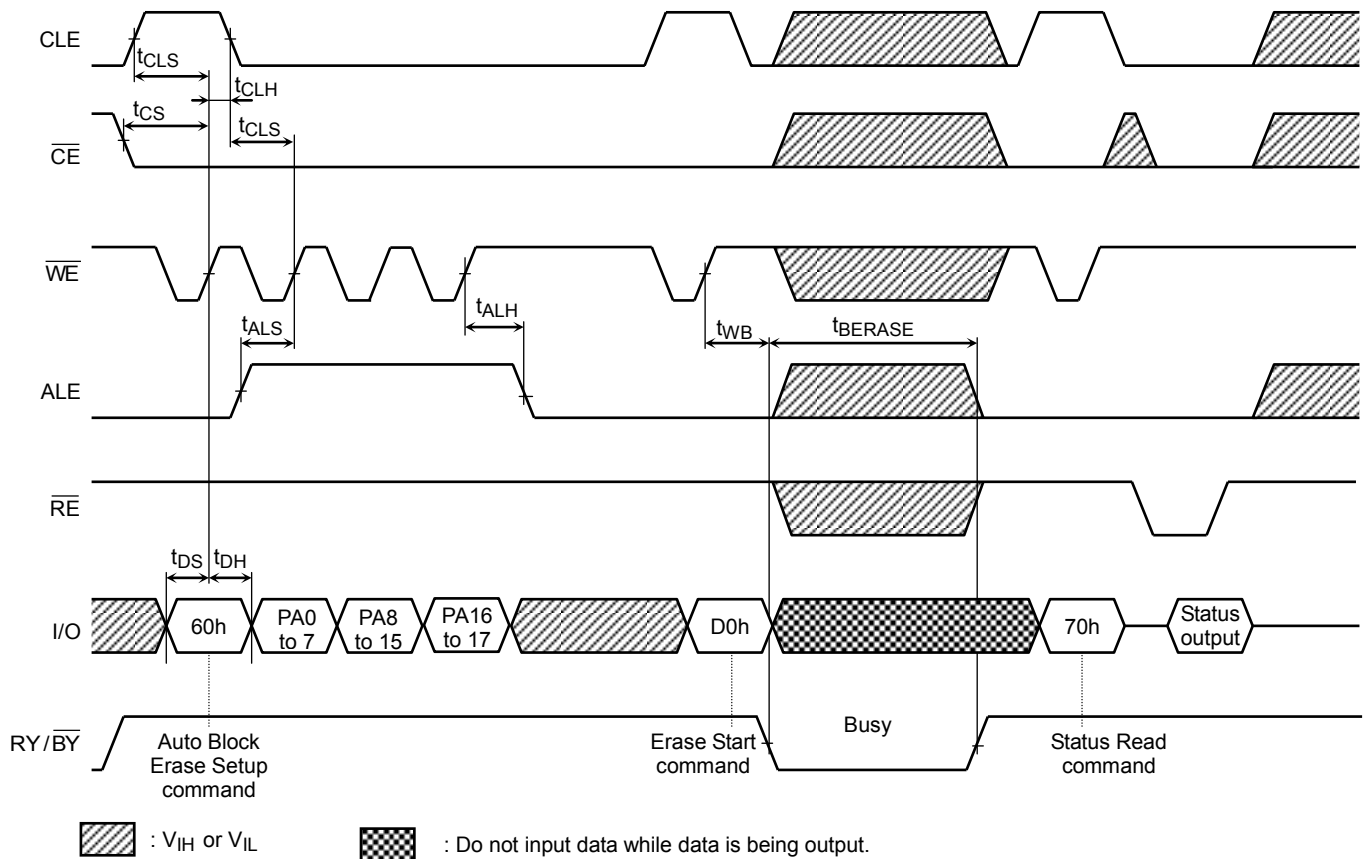 CLE
tCLS
tCLH
tCS
tCLS
CE
WE
tALS
tALH
tWB
tBERASE
ALE
RE
tDS
tDH
I/O
60h
PA0
to 7
PA8
to 15
PA16
to 17
D0h
70h
Status
output
RY/BY
Busy
Auto Block
Erase Setup
command
Erase Start
command
Status Read
command
: VIH or VIL
: Do not input data while data is being output.